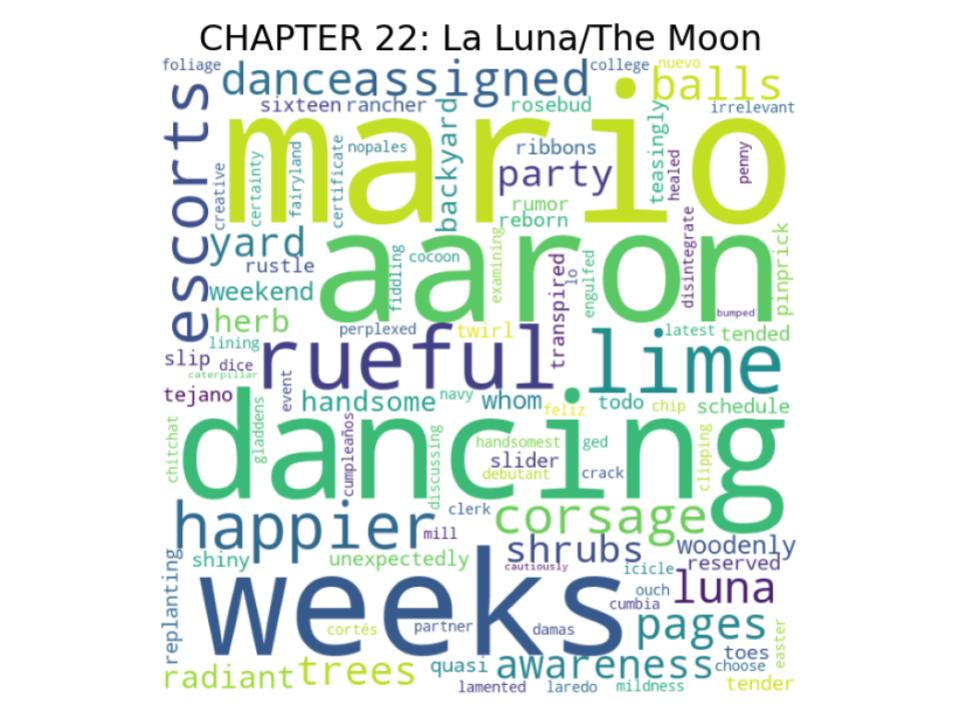 CHAPTER 22: La Luna/The Moon
foliage
danceassigned
college
nuevo
balls
escorts
sixteen
rancher
rosebud
irrelevant
mario
creative
certainty
fairyland
certificate
nopales
backyard
ribbons
party
rumor
reborn
teasingly
healed
penny
yard
rustle
weekend
aaron
fiddling
cocoon
examining
transpired
lo
engulfed
disintegrate
pinprick
bumped
herb
lining
slip
dice
caterpillar
perplexed
twirl
rueful
lime
latest
tended
tejano
event
handsome
navy
whom
feliz
todo
chip
schedule
dancing
chitchat
gladdens
cumpleaños
discussing
handsomest
ged
slider
debutant
crack
clipping
happier
mill
clerk
corsage
shiny
unexpectedly
shrubs
cautiously
woodenly
reserved
icicle
replanting
weeks
ouch
luna
cumbia
cortés
partner
damas
pages
radiant
trees
quasi
awareness
toes
choose
easter
lamented
laredo
mildness
tender